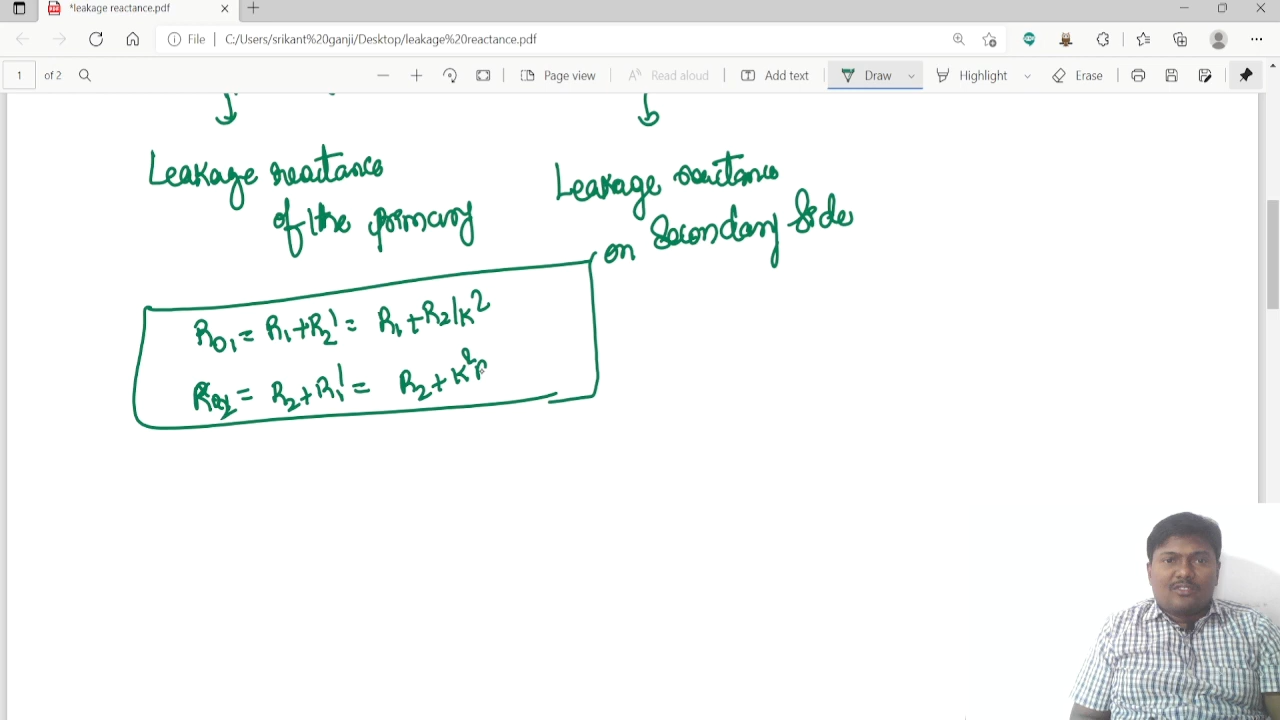 *leakage reactance.pdf
File C:/Users/srikant%20ganji/Desktop/leakage%20reactance.pdf
1 of 2 Page view Read aloud Add text Draw Highlight Erase
Leakage reactance
of the primary
Leakage reactance
on Secondary Side
R01 = R1+R2' = R1+R2/K²
R02 = R2+R1' = R2+K²